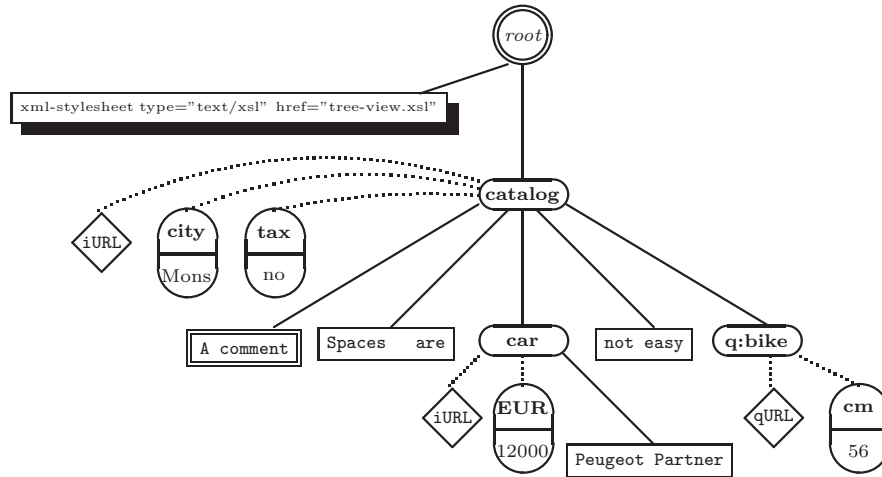 root
xml-stylesheet type=”text/xsl” href=”tree-view.xsl”
catalog
iURL
city
Mons
tax
no
A comment
Spaces   are
car
not easy
q:bike
iURL
EUR
12000
Peugeot Partner
qURL
cm
56